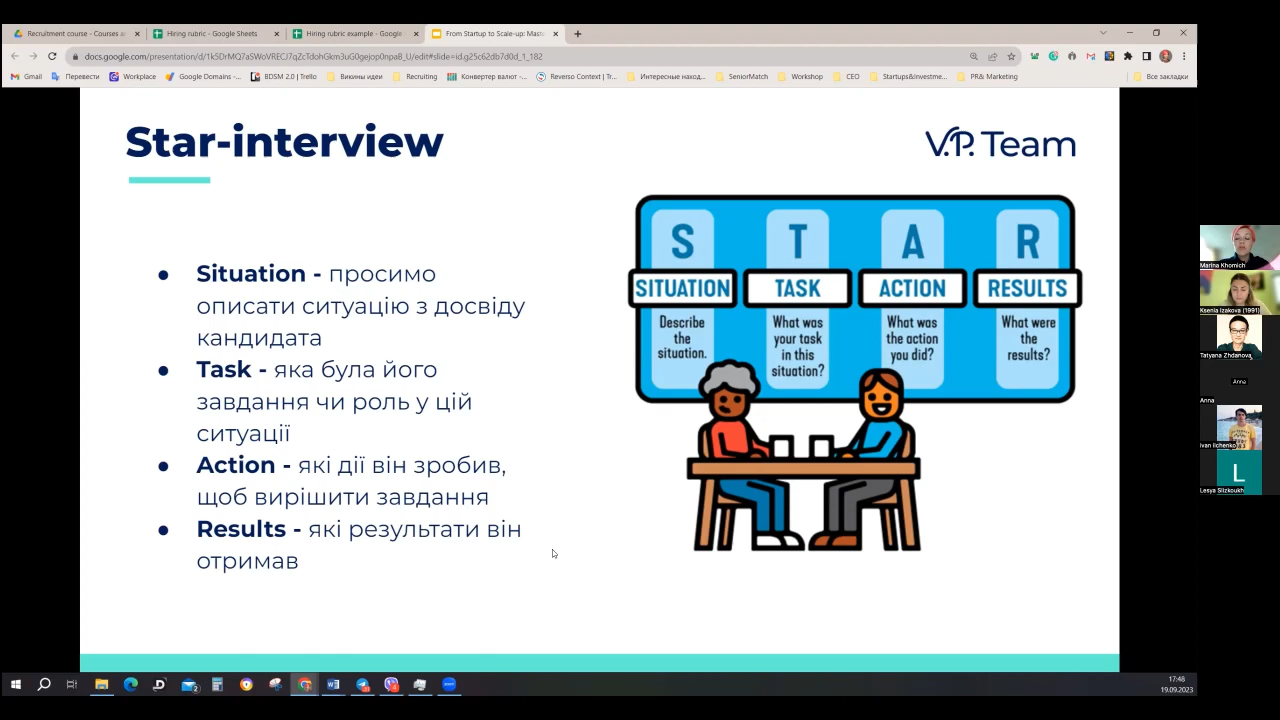 Recruitment course - Courses a
Hiring rubric - Google Sheets
Hiring rubric example - Google
From Startup to Scale-up: Mast
docs.google.com/presentation/d/1k5DrMQ7aSWoVRECJ7qZcTdohGkm3uG0gejop0npaB_U/edit#slide=id.g25c62db7d0d_1_182
Gmail
Перевести
Workplace
Google Domains -...
BDSM 2.0 | Trello
Викины идеи
Recruiting
Конвертер валют -...
Reverso Context | Tr...
Интересные наход...
SeniorMatch
Workshop
CEO
Startups&Investme...
PR& Marketing
Все закладки
Star-interview
V.P. Team
Situation - просимо
описати ситуацію з досвіду
кандидата
Task - яка була його
завдання чи роль у цій
ситуації
Action - які дії він зробив,
щоб вирішити завдання
Results - які результати він
отримав
S T A R
SITUATION TASK ACTION RESULTS
Describe
the
situation.
What was
your task
in this
situation?
What was
the action
you did?
What were
the
results?
Marina Khomich
Ksenia Izakova (1991)
Tatyana Zhdanova
Anna
Anna
Ivan Ilchenko
L
Lesya Slizkoukh
17:48
19.09.2023